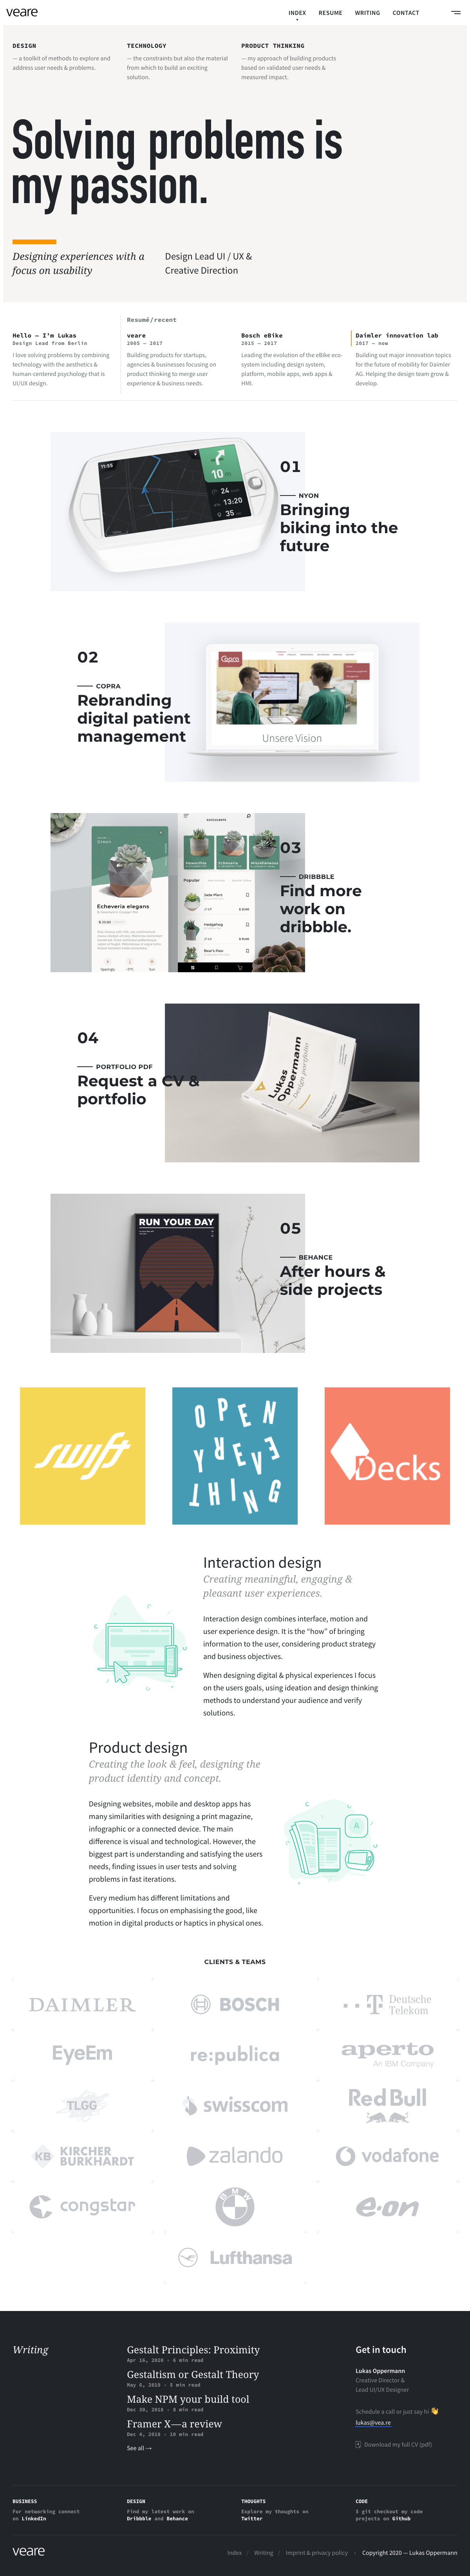 veare
INDEX RESUME WRITING CONTACT
DESIGN
— a toolkit of methods to explore and
address user needs & problems.
TECHNOLOGY
— the constraints but also the material
from which to build an exciting
solution.
PRODUCT THINKING
— my approach of building products
based on validated user needs &
measured impact.
Solving problems is
my passion.
Designing experiences with a
focus on usability
Design Lead UI / UX &
Creative Direction
Resumé/recent
Hello — I'm Lukas
Design Lead from Berlin
I love solving problems by combining
technology with the aesthetics &
human-centered psychology that is
UI/UX design.
veare
2005 — 2017
Building products for startups,
agencies & businesses focusing on
product thinking to merge user
experience & business needs.
Bosch eBike
2015 — 2017
Leading the evolution of the eBike eco-
system including design system,
platform, mobile apps, web apps &
HMI.
Daimler innovation lab
2017 — now
Building out major innovation topics
for the future of mobility for Daimler
AG. Helping the design team grow &
develop.
11:55
10
24
13:20
35
01
NYON
Bringing
biking into the
future
02
COPRA
Rebranding
digital patient
management
Copra
Unsere Vision
Echeveria elegans
Popular
Jade Plant
Hedgehog
Bear's Paw
03
DRIBBBLE
Find more
work on
dribbble.
04
PORTFOLIO PDF
Request a CV &
portfolio
Lukas
Oppermann
Design portfolio
RUN YOUR DAY
05
BEHANCE
After hours &
side projects
swift
OPEN
EVERY
THING
Decks
Interaction design
Creating meaningful, engaging &
pleasant user experiences.
Interaction design combines interface, motion and
user experience design. It is the “how” of bringing
information to the user, considering product strategy
and business objectives.
When designing digital & physical experiences I focus
on the users goals, using ideation and design thinking
methods to understand your audience and verify
solutions.
Product design
Creating the look & feel, designing the
product identity and concept.
Designing websites, mobile and desktop apps has
many similarities with designing a print magazine,
infographic or a connected device. The main
difference is visual and technological. However, the
biggest part is understanding and satisfying the users
needs, finding issues in user tests and solving
problems in fast iterations.
Every medium has different limitations and
opportunities. I focus on emphasising the good, like
motion in digital products or haptics in physical ones.
A
CLIENTS & TEAMS
DAIMLER
BOSCH
T Deutsche
Telekom
EyeEm
re:publica
aperto
An IBM Company
TLGG
swisscom
Red Bull
KB KIRCHER
BURKHARDT
zalando
vodafone
congstar
BMW
e·on
Lufthansa
Writing
Gestalt Principles: Proximity
Apr 16, 2020 · 6 min read
Gestaltism or Gestalt Theory
May 8, 2019 · 5 min read
Make NPM your build tool
Dec 30, 2018 · 5 min read
Framer X—a review
Dec 4, 2018 · 10 min read
See all →
Get in touch
Lukas Oppermann
Creative Director &
Lead UI/UX Designer
Schedule a call or just say hi 👋
lukas@vea.re
Download my full CV (pdf)
BUSINESS
For networking connect
on LinkedIn
DESIGN
Find my latest work on
Dribbble and Behance
THOUGHTS
Explore my thoughts on
Twitter
CODE
$ git checkout my code
projects on Github
veare
Index / Writing / Imprint & privacy policy · Copyright 2020 — Lukas Oppermann